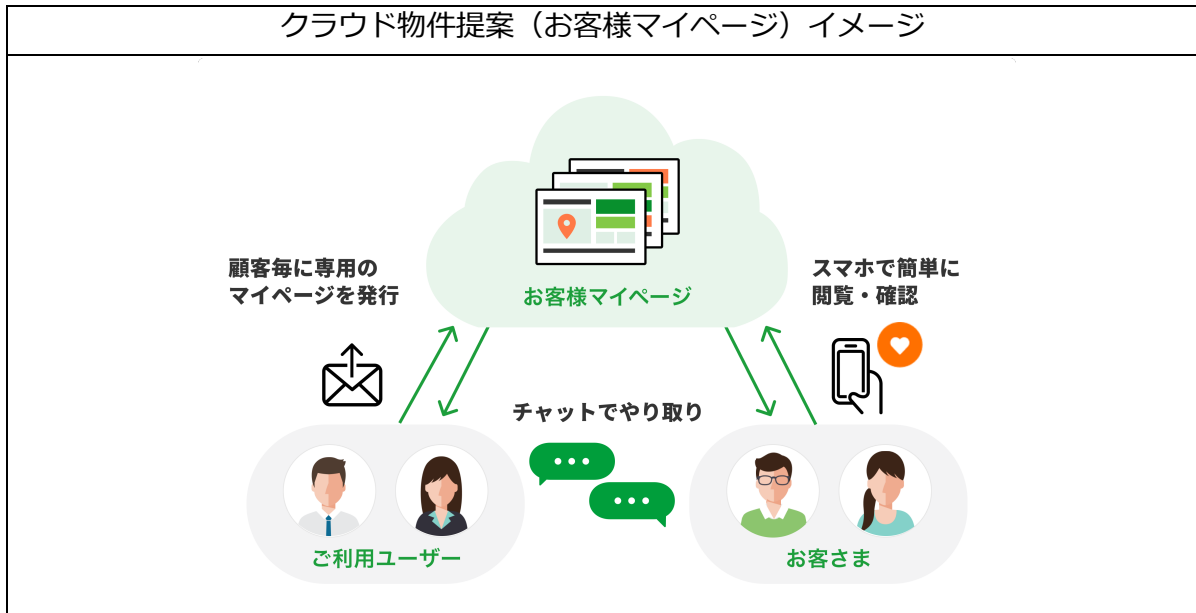 クラウド物件提案（お客様マイページ）イメージ
顧客毎に専用の
マイページを発行
スマホで簡単に
閲覧・確認
お客様マイページ
チャットでやり取り
ご利用ユーザー
お客さま